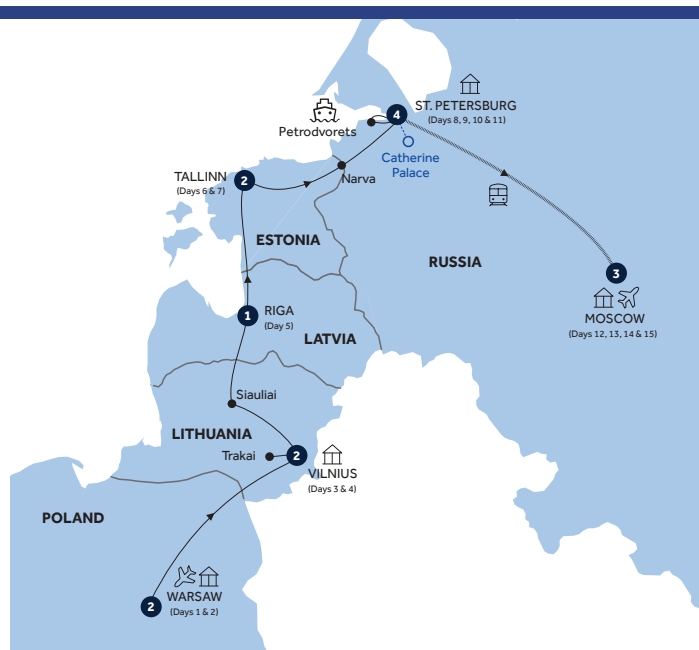 ST. PETERSBURG
(Days 8, 9, 10 & 11)
4
Petrodvorets
Catherine
Palace
TALLINN
(Days 6 & 7)
2
Narva
ESTONIA
RUSSIA
3
MOSCOW
(Days 12, 13, 14 & 15)
1
RIGA
(Day 5)
LATVIA
Siauliai
LITHUANIA
Trakai
2
VILNIUS
(Days 3 & 4)
POLAND
2
WARSAW
(Days 1 & 2)